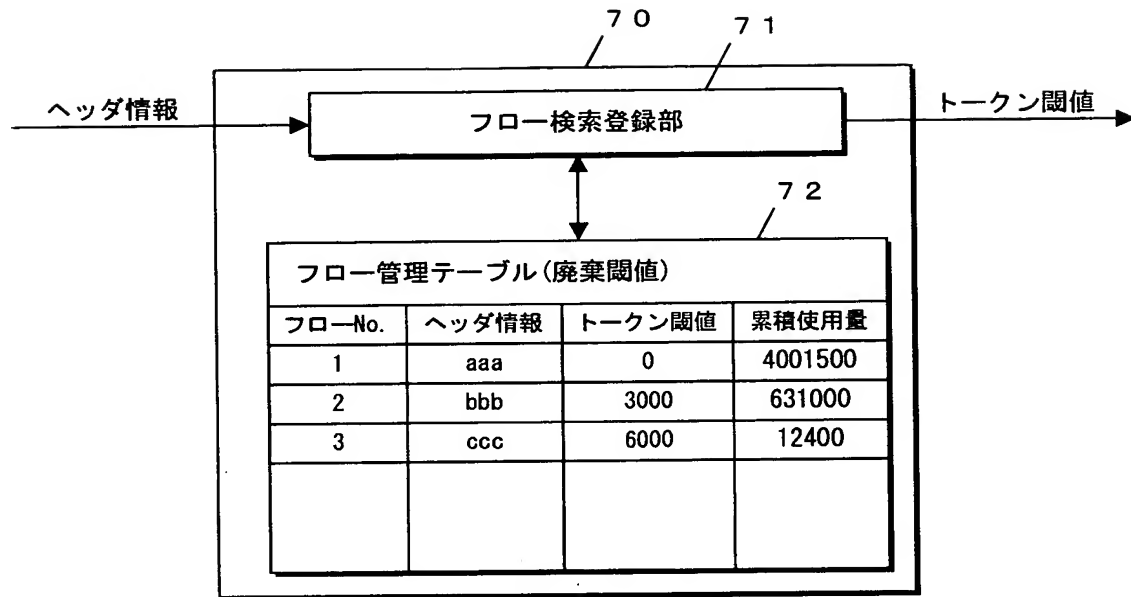 ７０
７１
ヘッダ情報
フロー検索登録部
トークン閾値
７２
フロー管理テーブル(廃棄閾値)
フローNo. ヘッダ情報 トークン閾値 累積使用量
1 aaa 0 4001500
2 bbb 3000 631000
3 ccc 6000 12400